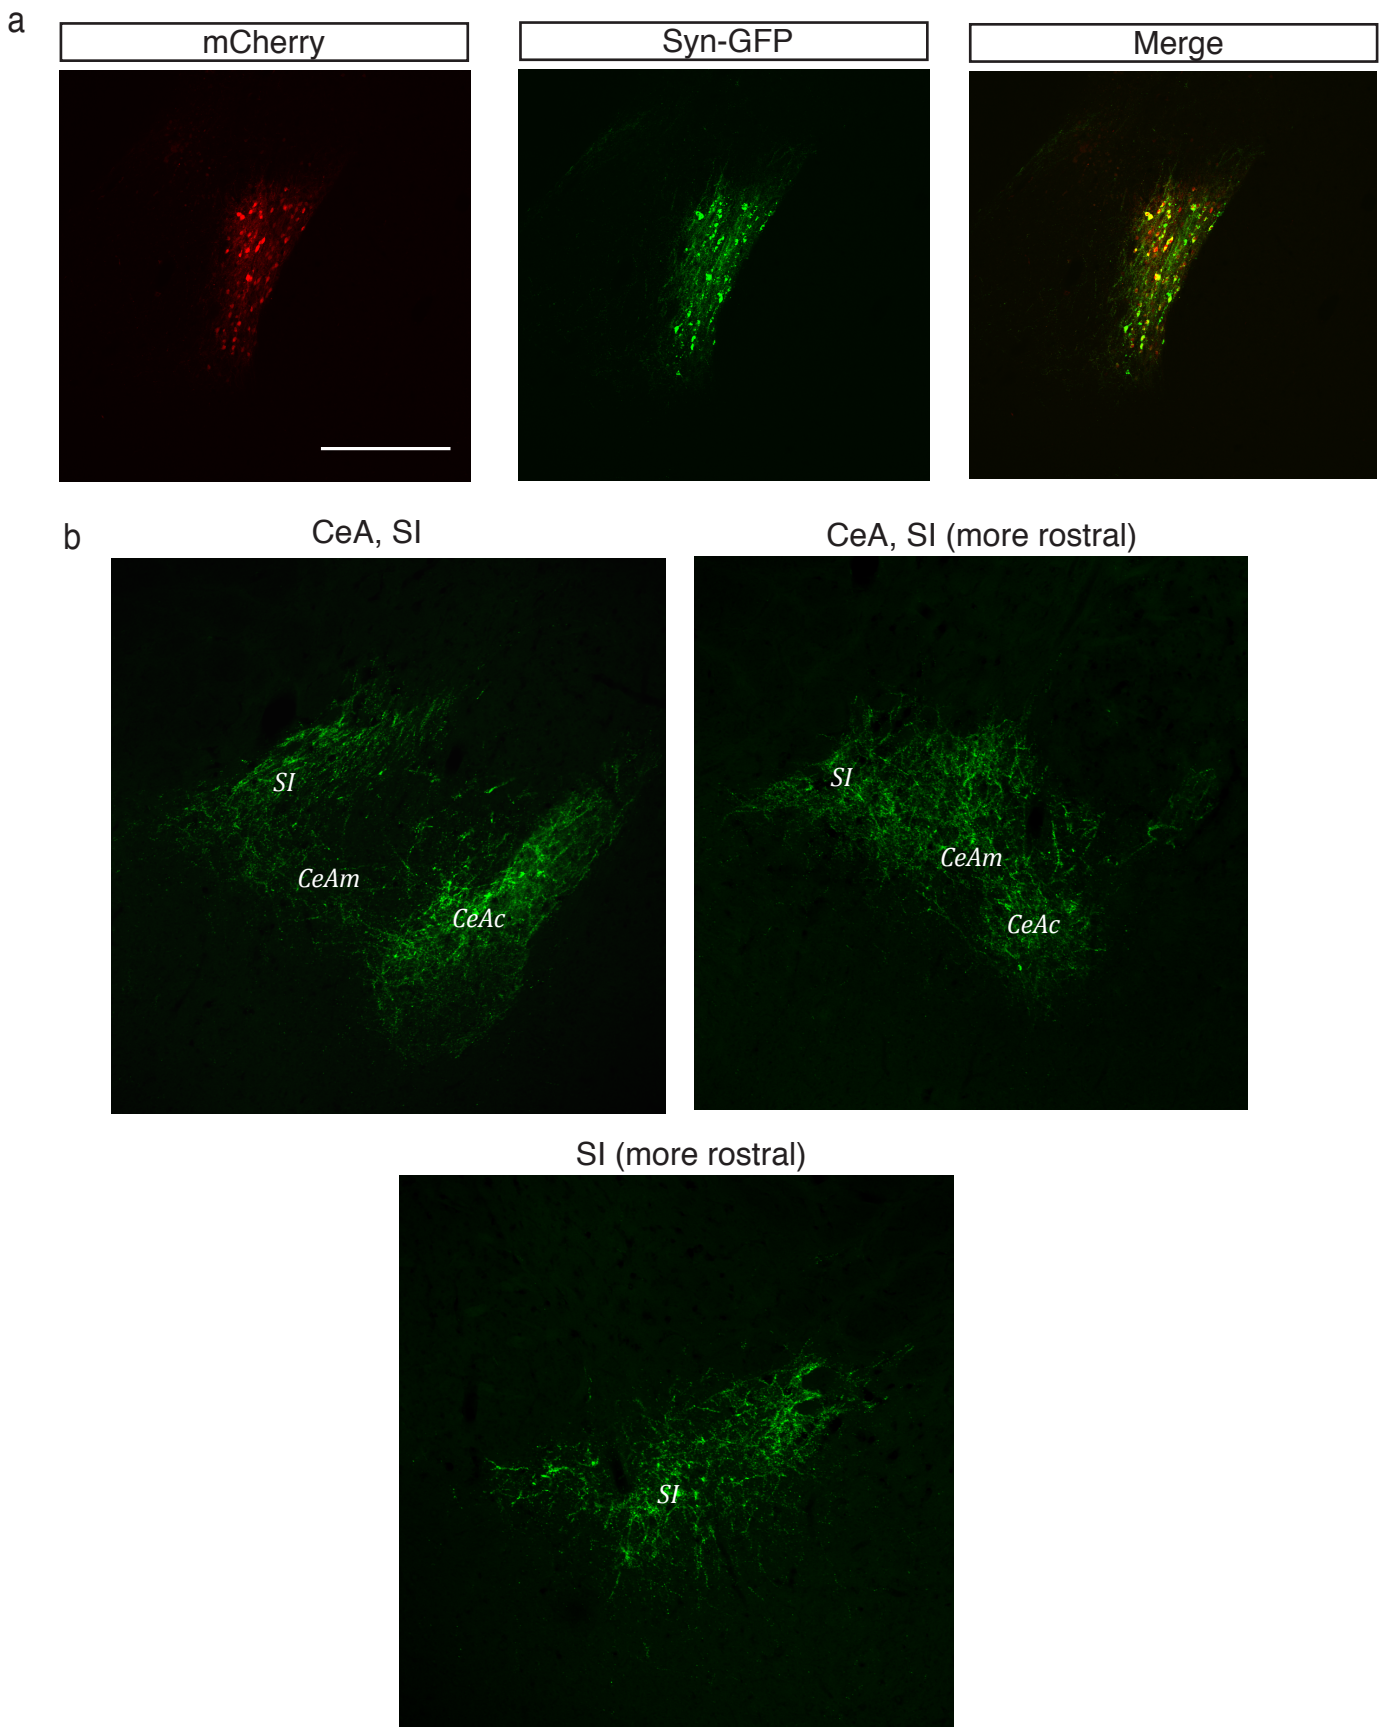 a
mCherry
Syn-GFP
Merge
b
CeA, SI
CeA, SI (more rostral)
SI
CeAm
CeAc
SI
CeAm
CeAc
SI (more rostral)
SI